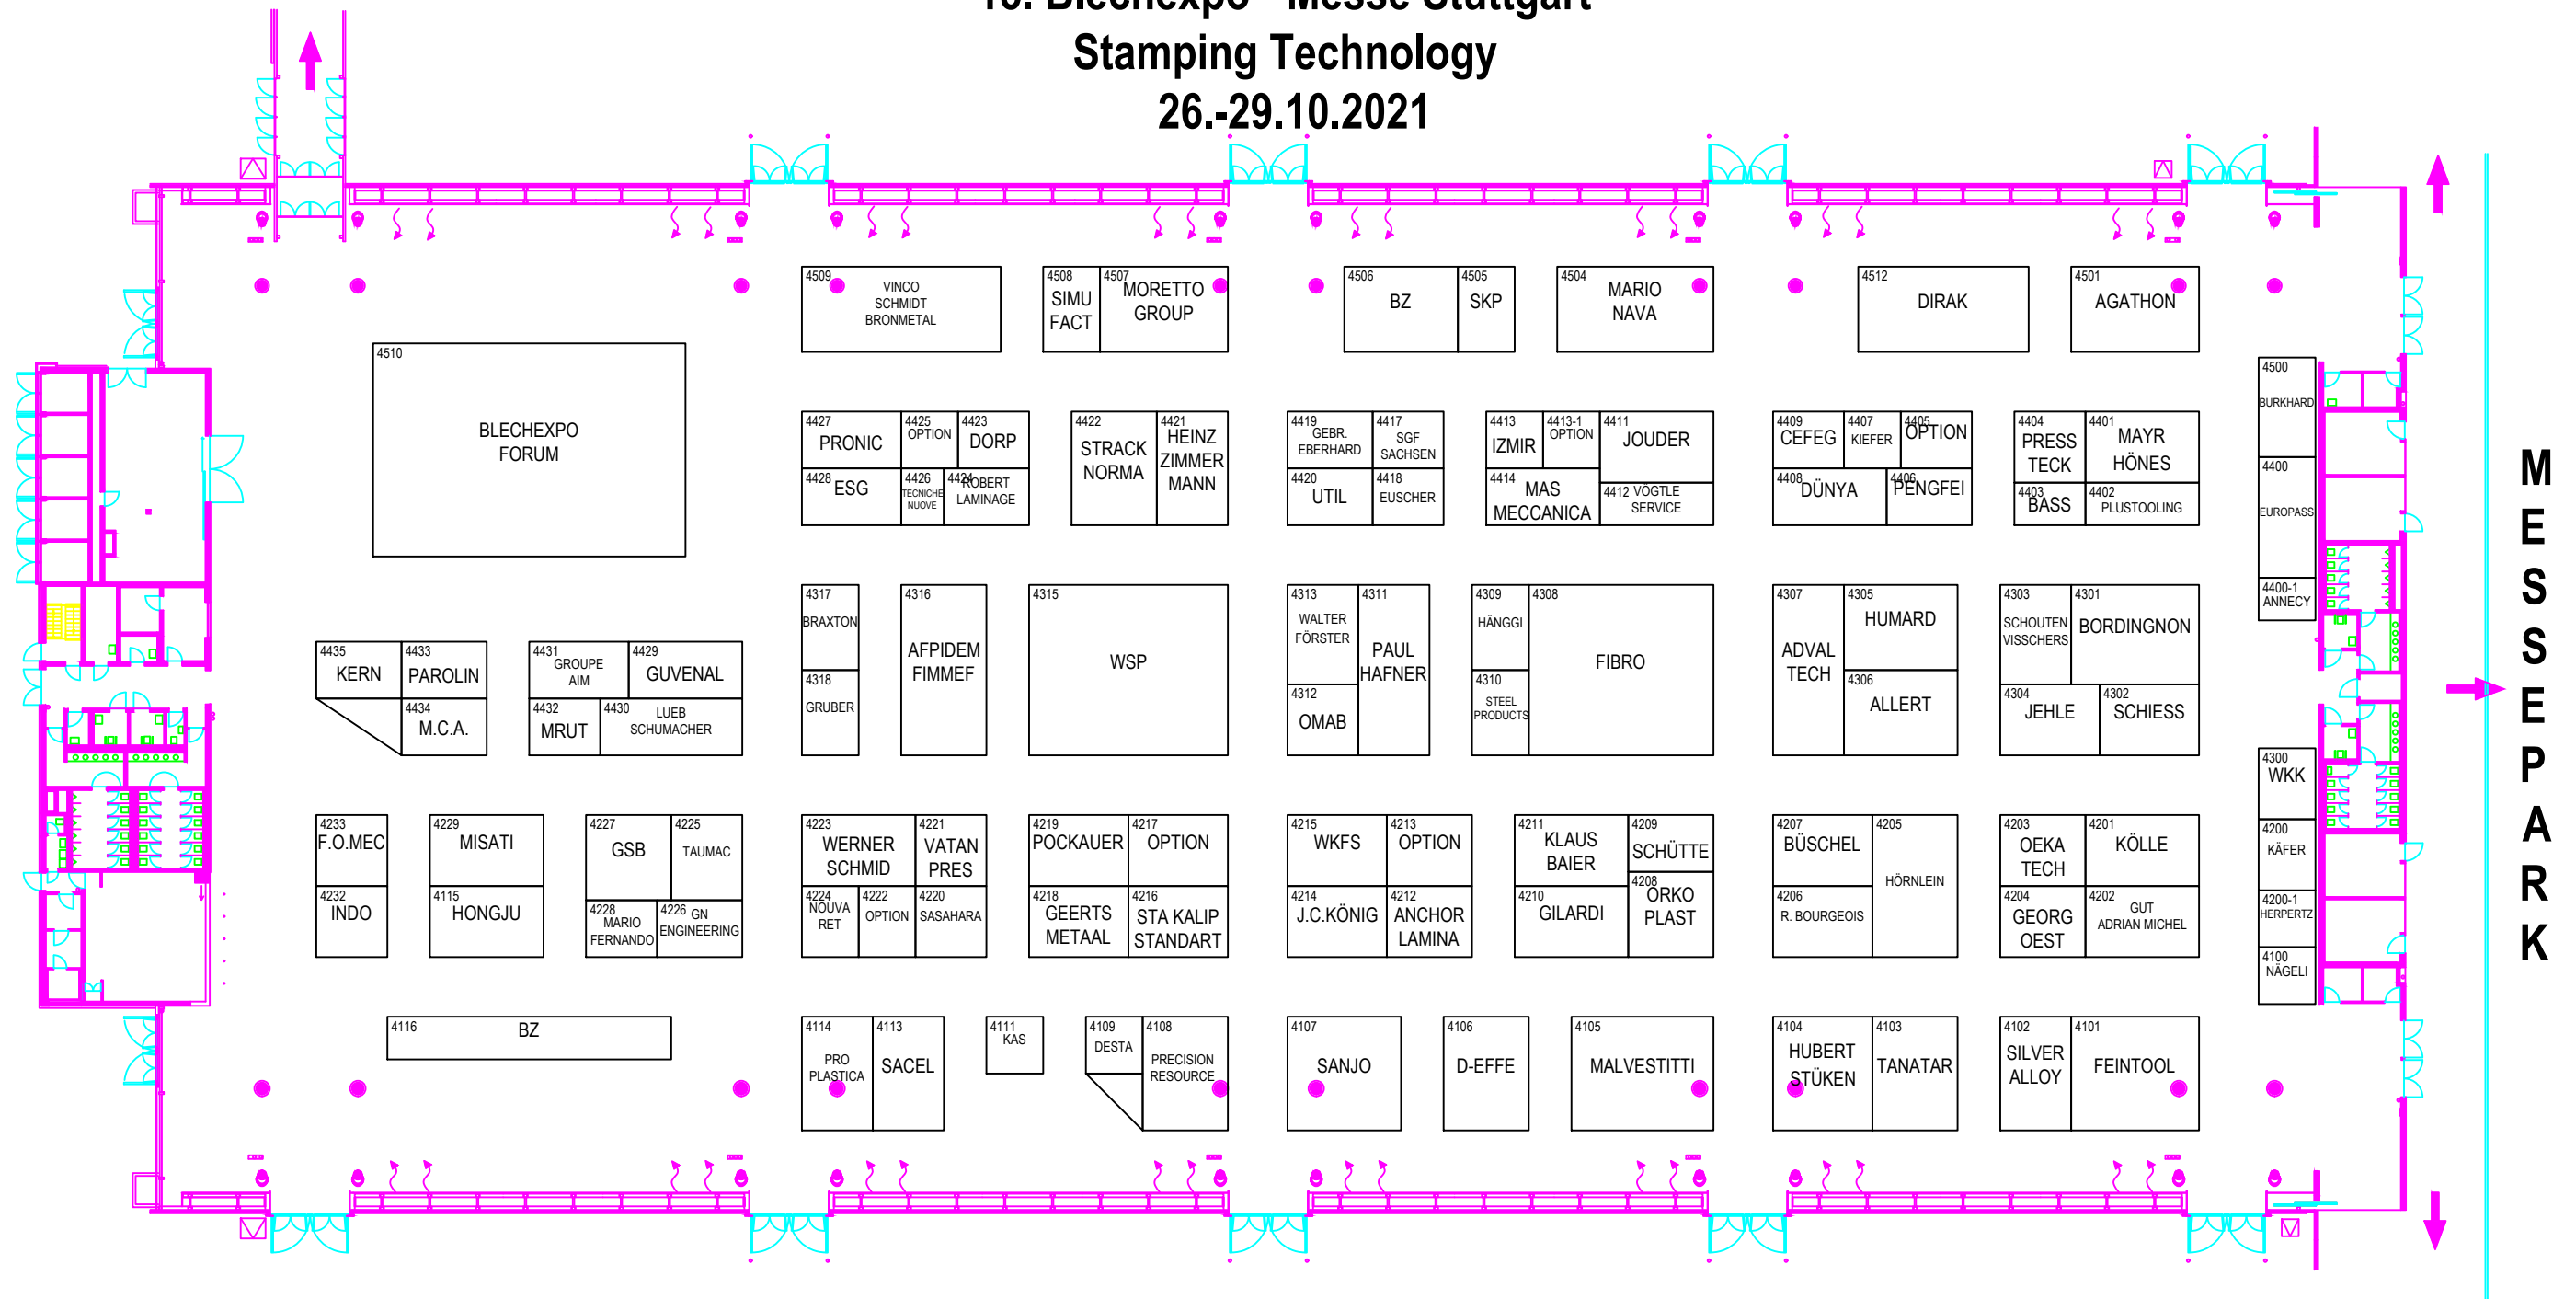 Blechexpo - Messe Stuttgart
Stamping Technology
26.-29.10.2021
4509
VINCO
SCHMIDT
BRONMETAL
4508
SIMU
FACT
4507
MORETTO
GROUP
4506
BZ
4505
SKP
4504
MARIO
NAVA
4512
DIRAK
4501
AGATHON
4510
BLECHEXPO
FORUM
4500
BURKHARD
4400
EUROPASS
4400-1
ANNECY
4427
PRONIC
4425
OPTION
4423
DORP
4428
ESG
4426
TECNICHE
NUOVE
4424
ROBERT
LAMINAGE
4422
STRACK
NORMA
4421
HEINZ
ZIMMER
MANN
4419
GEBR.
EBERHARD
4417
SGF
SACHSEN
4420
UTIL
4418
EUSCHER
4413
IZMIR
4413-1
OPTION
4411
JOUDER
4414
MAS
MECCANICA
4412
VÖGTLE
SERVICE
4409
CEFEG
4407
KIEFER
4405
OPTION
4408
DÜNYA
4406
PENGFEI
4404
PRESS
TECK
4401
MAYR
HÖNES
4403
BASS
4402
PLUSTOOLING
4317
BRAXTON
4318
GRUBER
4316
AFPIDEM
FIMMEF
4315
WSP
4313
WALTER
FÖRSTER
4311
PAUL
HAFNER
4312
OMAB
4309
HÄNGGI
4310
STEEL
PRODUCTS
4308
FIBRO
4307
ADVAL
TECH
4305
HUMARD
4306
ALLERT
4303
SCHOUTEN
VISSCHERS
4301
BORDINGNON
4304
JEHLE
4302
SCHIESS
4435
KERN
4433
PAROLIN
4434
M.C.A.
4431
GROUPE
AIM
4429
GUVENAL
4432
MRUT
4430
LUEB
SCHUMACHER
4300
WKK
4200
KÄFER
4200-1
HERPERTZ
4100
NÄGELI
4233
F.O.MEC
4232
INDO
4229
MISATI
4115
HONGJU
4227
GSB
4225
TAUMAC
4228
MARIO
FERNANDO
4226
GN
ENGINEERING
4223
WERNER
SCHMID
4221
VATAN
PRES
4224
NOUVA
RET
4222
OPTION
4220
SASAHARA
4219
POCKAUER
4217
OPTION
4218
GEERTS
METAAL
4216
STA KALIP
STANDART
4215
WKFS
4213
OPTION
4214
J.C.KÖNIG
4212
ANCHOR
LAMINA
4211
KLAUS
BAIER
4209
SCHÜTTE
4210
GILARDI
4208
ORKO
PLAST
4207
BÜSCHEL
4205
HÖRNLEIN
4206
R. BOURGEOIS
4203
OEKA
TECH
4201
KÖLLE
4204
GEORG
OEST
4202
GUT
ADRIAN MICHEL
4116
BZ
4114
PRO
PLASTICA
4113
SACEL
4111
KAS
4109
DESTA
4108
PRECISION
RESOURCE
4107
SANJO
4106
D-EFFE
4105
MALVESTITTI
4104
HUBERT
STÜKEN
4103
TANATAR
4102
SILVER
ALLOY
4101
FEINTOOL
MESSEPARK